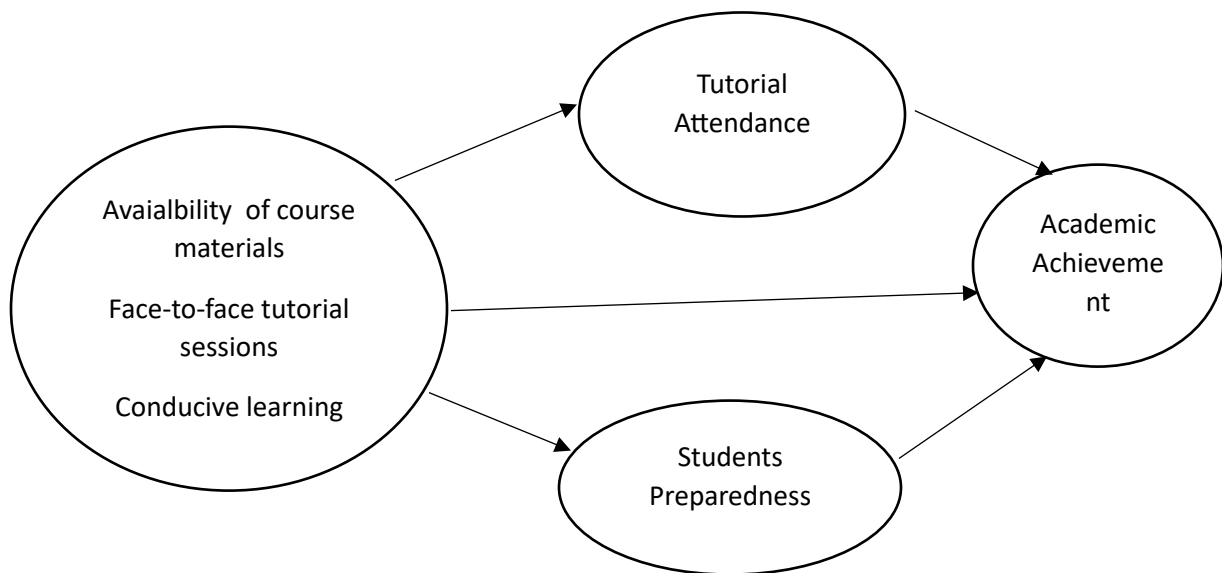 Tutorial
Attendance
Avaialbility of course
materials
Face-to-face tutorial
sessions
Conducive learning
Academic
Achieveme
nt
Students
Preparedness